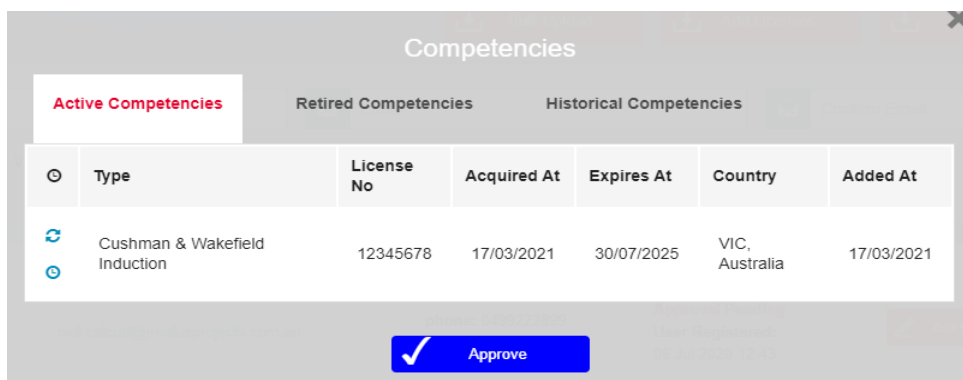 Competencies
Active Competencies Retired Competencies Historical Competencies
Type License No Acquired At Expires At Country Added At
Cushman & Wakefield Induction 12345678 17/03/2021 30/07/2025 VIC, Australia 17/03/2021
Approve